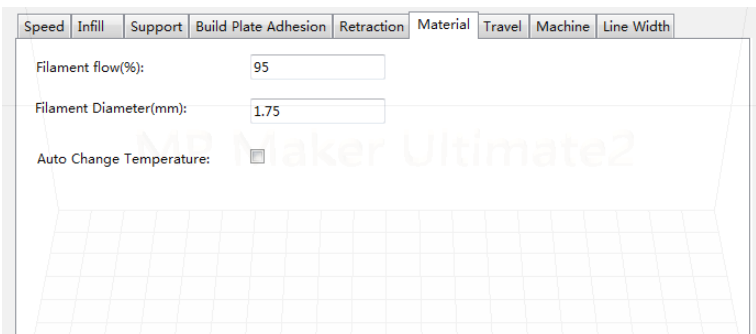 Speed Infill Support Build Plate Adhesion Retraction Material Travel Machine Line Width
Filament flow(%): 95
Filament Diameter(mm): 1.75
MP Maker Ultimate2
Auto Change Temperature: